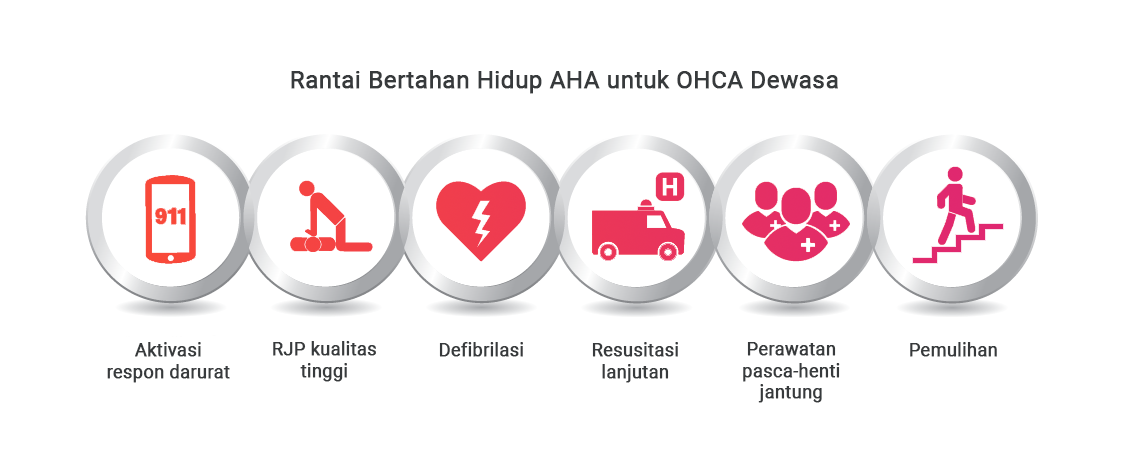 Rantai Bertahan Hidup AHA untuk OHCA Dewasa
911
H
Aktivasi
respon darurat
RJP kualitas
tinggi
Defibrilasi
Resusitasi
lanjutan
Perawatan
pasca-henti
jantung
Pemulihan